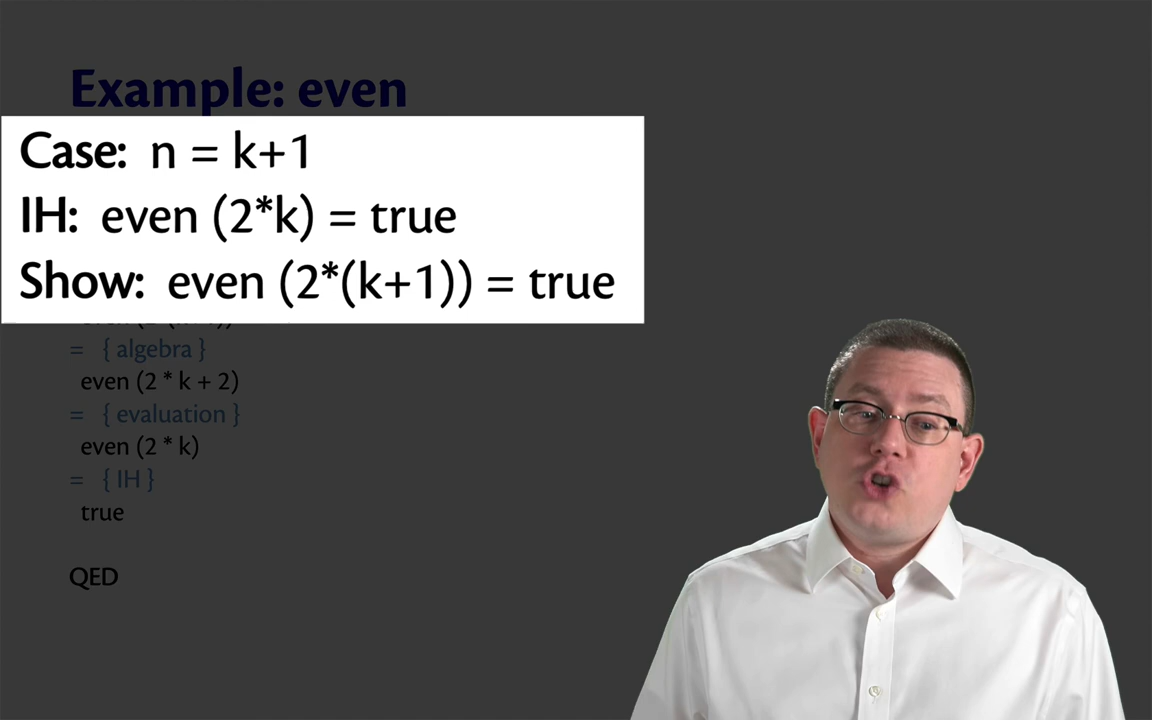 Example: even
Case: n = k+1
IH: even (2*k) = true
Show: even (2*(k+1)) = true
= { algebra }
even (2 * k + 2)
= { evaluation }
even (2 * k)
= { IH }
true
QED